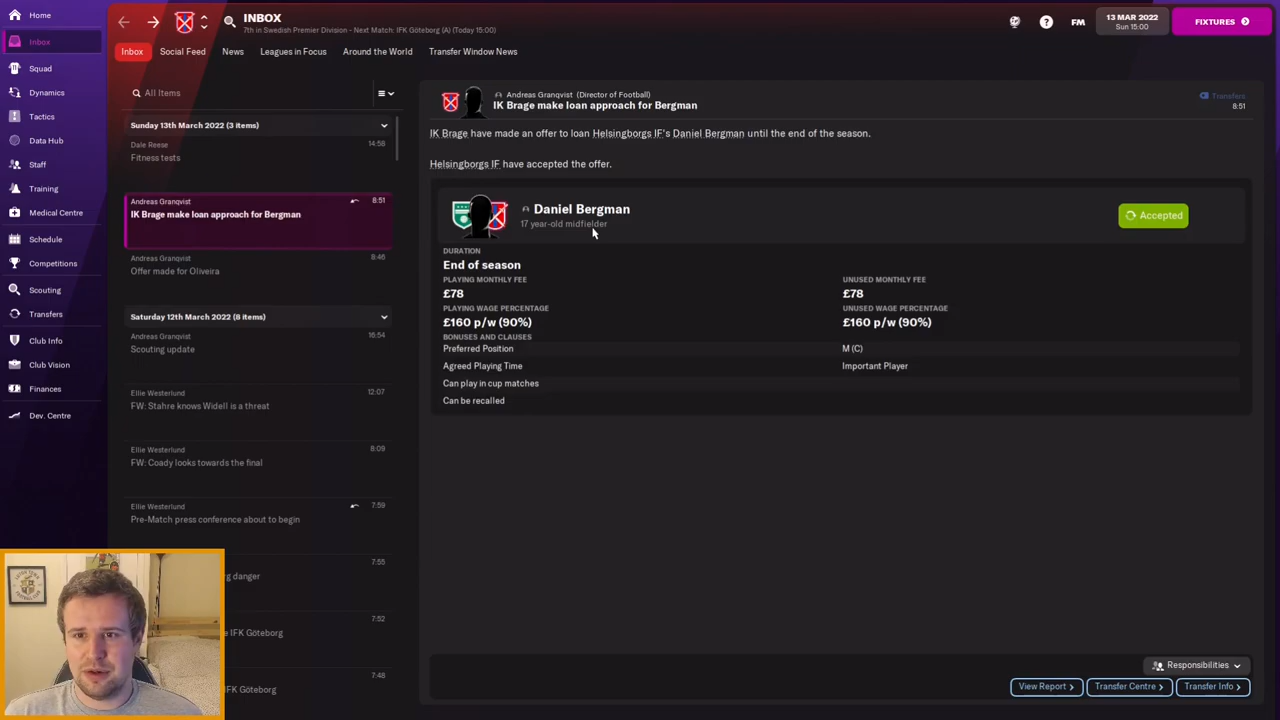 Home
INBOX
7th in Swedish Premier Division - Next Match: IFK Göteborg (A) (Today 15:00)
FM
13 MAR 2022
Sun 15:00
FIXTURES
Inbox
Squad
Dynamics
Tactics
Data Hub
Staff
Training
Medical Centre
Schedule
Competitions
Scouting
Transfers
Club Info
Club Vision
Finances
Dev. Centre
Inbox
Social Feed
News
Leagues in Focus
Around the World
Transfer Window News
All Items
Sunday 13th March 2022 (3 items)
Dale Reese
14:58
Fitness tests
Andreas Granqvist
8:51
IK Brage make loan approach for Bergman
Andreas Granqvist
8:46
Offer made for Oliveira
Saturday 12th March 2022 (8 items)
Andreas Granqvist
16:54
Scouting update
Ellie Westerlund
12:07
FW: Stahre knows Widell is a threat
Ellie Westerlund
8:09
FW: Coady looks towards the final
Ellie Westerlund
7:59
Pre-Match press conference about to begin
7:55
rg danger
7:52
e IFK Göteborg
7:48
FK Göteborg
Andreas Granqvist (Director of Football)
IK Brage make loan approach for Bergman
Transfers
8:51
IK Brage have made an offer to loan Helsingborgs IF's Daniel Bergman until the end of the season.
Helsingborgs IF have accepted the offer.
Daniel Bergman
17 year-old midfielder
Accepted
DURATION
End of season
PLAYING MONTHLY FEE
£78
UNUSED MONTHLY FEE
£78
PLAYING WAGE PERCENTAGE
£160 p/w (90%)
UNUSED WAGE PERCENTAGE
£160 p/w (90%)
BONUSES AND CLAUSES
Preferred Position
M (C)
Agreed Playing Time
Important Player
Can play in cup matches
Can be recalled
Responsibilities
View Report
Transfer Centre
Transfer Info